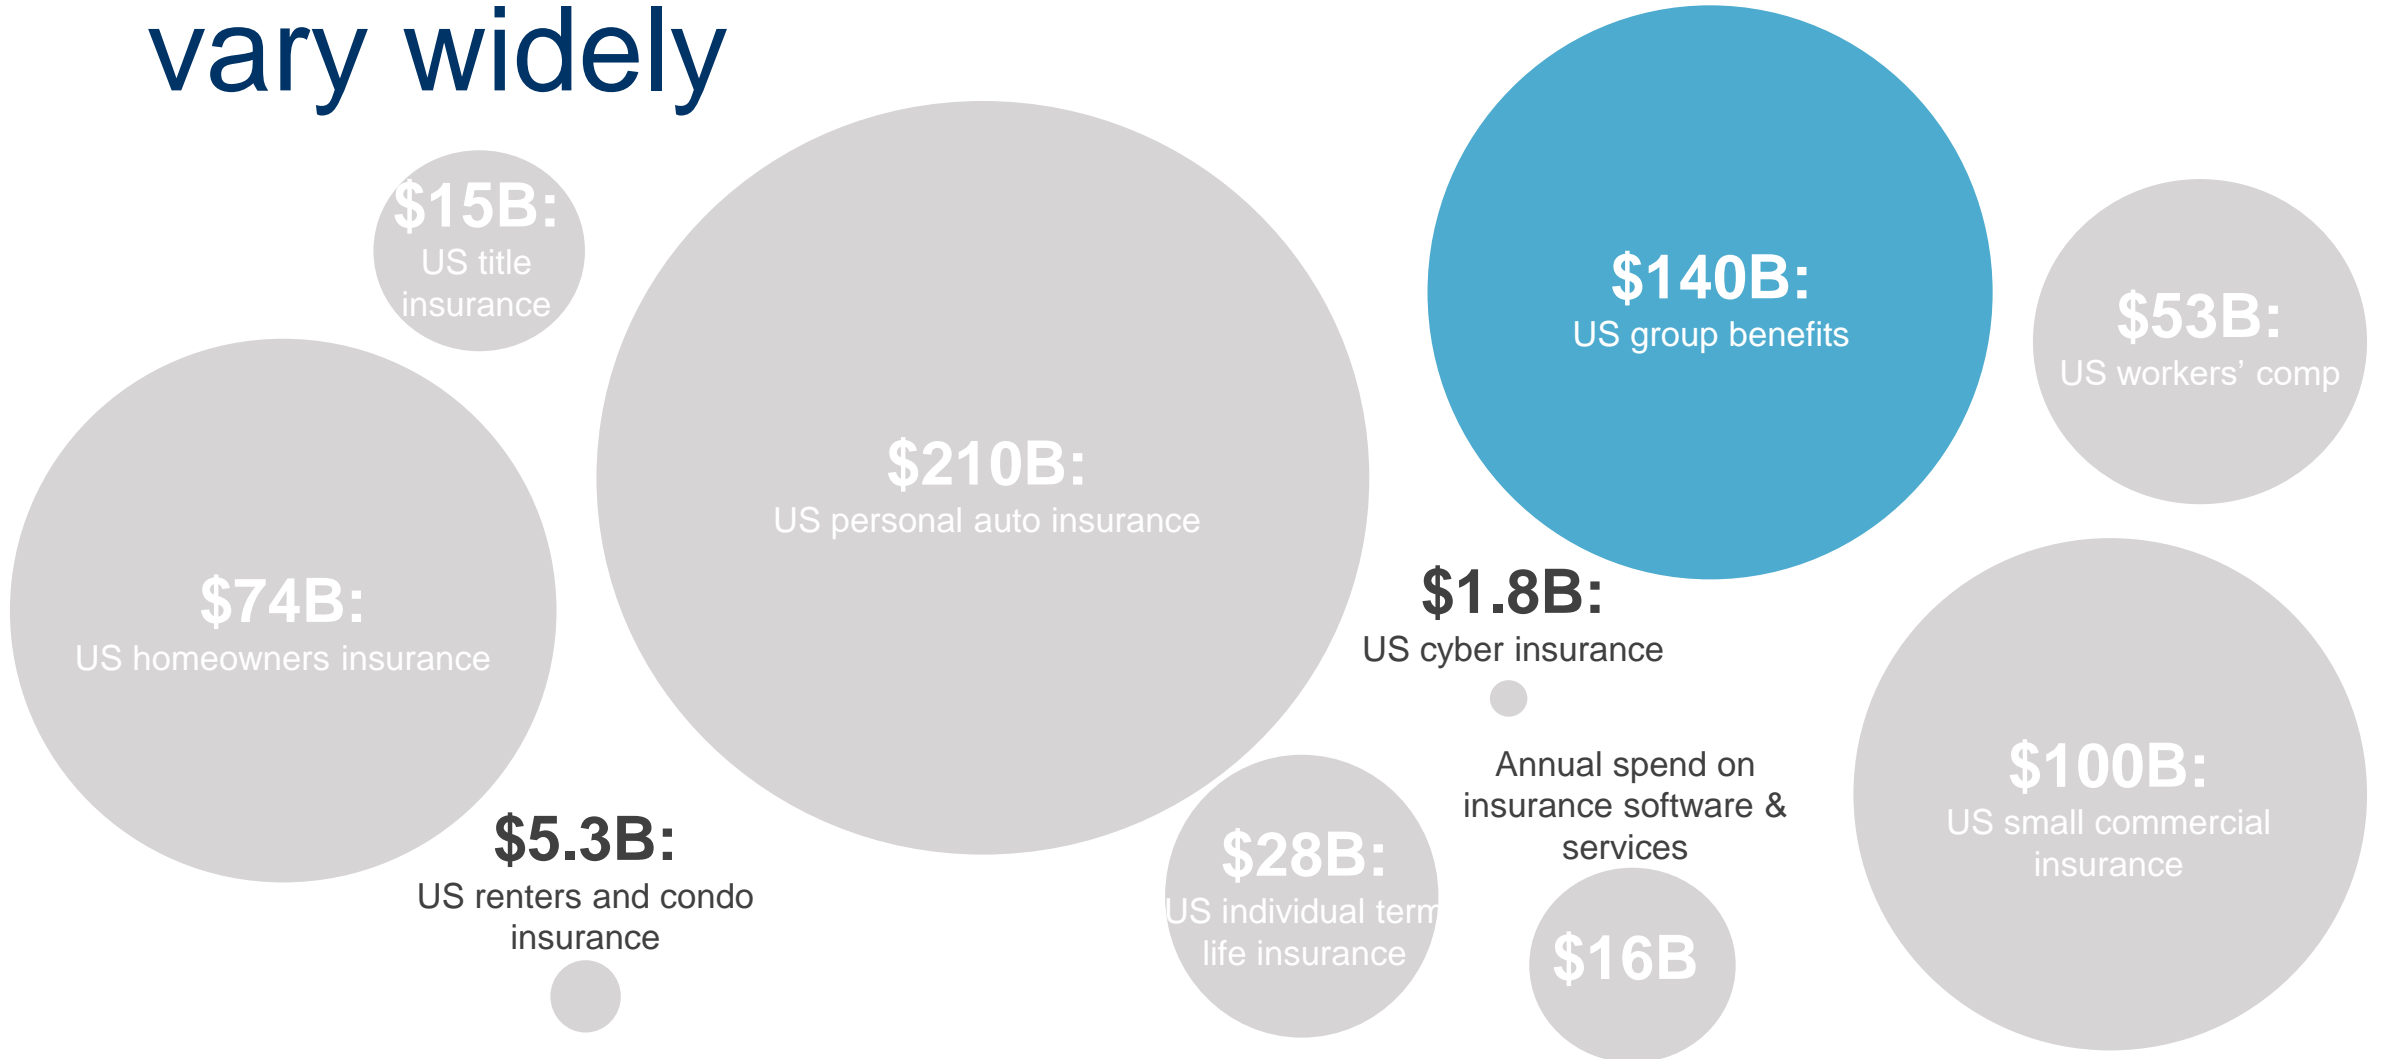 vary widely
$15B:
US title
insurance
$210B:
US personal auto insurance
$140B:
US group benefits
$53B:
US workers’ comp
$74B:
US homeowners insurance
$1.8B:
US cyber insurance
$5.3B:
US renters and condo
insurance
$28B:
US individual term
life insurance
Annual spend on
insurance software &
services
$16B
$100B:
US small commercial
insurance